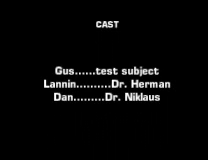 CAST
Gus......test subject
Lannin..........Dr. Herman
Dan.........Dr. Niklaus